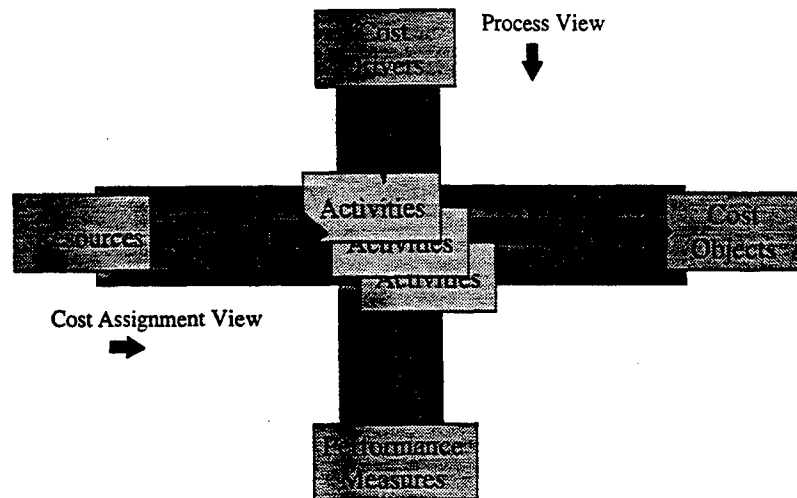 Cost
Drivers
Process View
Activities
Activities
Activities
Resources
Cost
Objects
Cost Assignment View
Performance
Measures